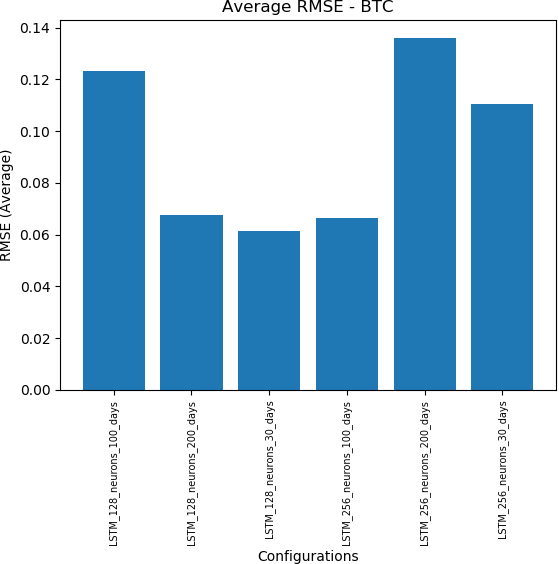 Average RMSE - BTC
0.14
0.12
0.10
0.08
0.06
0.04
0.02
0.00
RMSE (Average)
LSTM_128_neurons_100_days
LSTM_128_neurons_200_days
LSTM_128_neurons_30_days
LSTM_256_neurons_100_days
LSTM_256_neurons_200_days
LSTM_256_neurons_30_days
Configurations